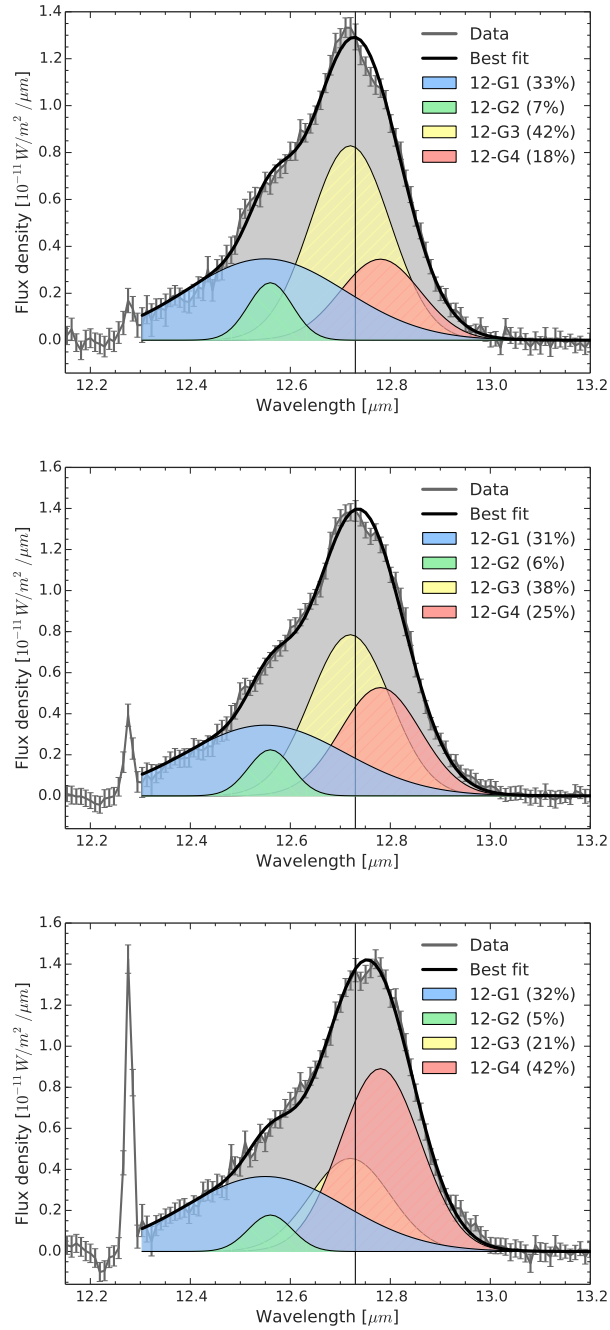 1.4
1.2
1.0
0.8
0.6
0.4
0.2
0.0
Flux density [10⁻¹¹ W/m² /μm]
Data
Best fit
12-G1 (33%)
12-G2 (7%)
12-G3 (42%)
12-G4 (18%)
12.2 12.4 12.6 12.8 13.0 13.2
Wavelength [μm]
1.6
1.4
1.2
1.0
0.8
0.6
0.4
0.2
0.0
Flux density [10⁻¹¹ W/m² /μm]
Data
Best fit
12-G1 (31%)
12-G2 (6%)
12-G3 (38%)
12-G4 (25%)
12.2 12.4 12.6 12.8 13.0 13.2
Wavelength [μm]
1.6
1.4
1.2
1.0
0.8
0.6
0.4
0.2
0.0
Flux density [10⁻¹¹ W/m² /μm]
Data
Best fit
12-G1 (32%)
12-G2 (5%)
12-G3 (21%)
12-G4 (42%)
12.2 12.4 12.6 12.8 13.0 13.2
Wavelength [μm]